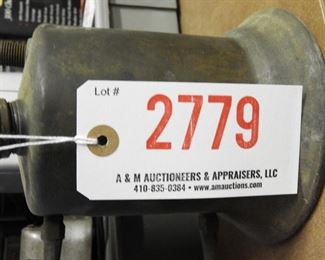 Lot #
2779
A & M AUCTIONEERS & APPRAISERS, LLC
410-835-0384 • www.amauctions.com